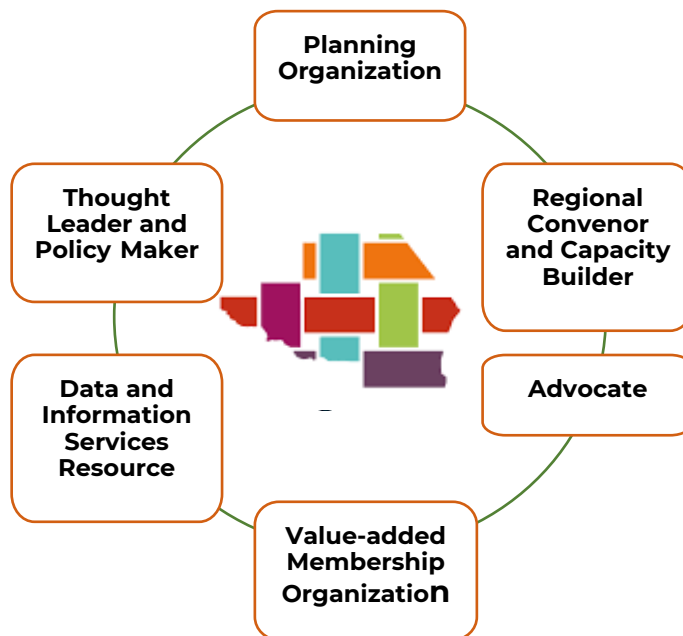 Planning
Organization
Regional
Convenor
and Capacity
Builder
Advocate
Value-added
Membership
Organization
Data and
Information
Services
Resource
Thought
Leader and
Policy Maker